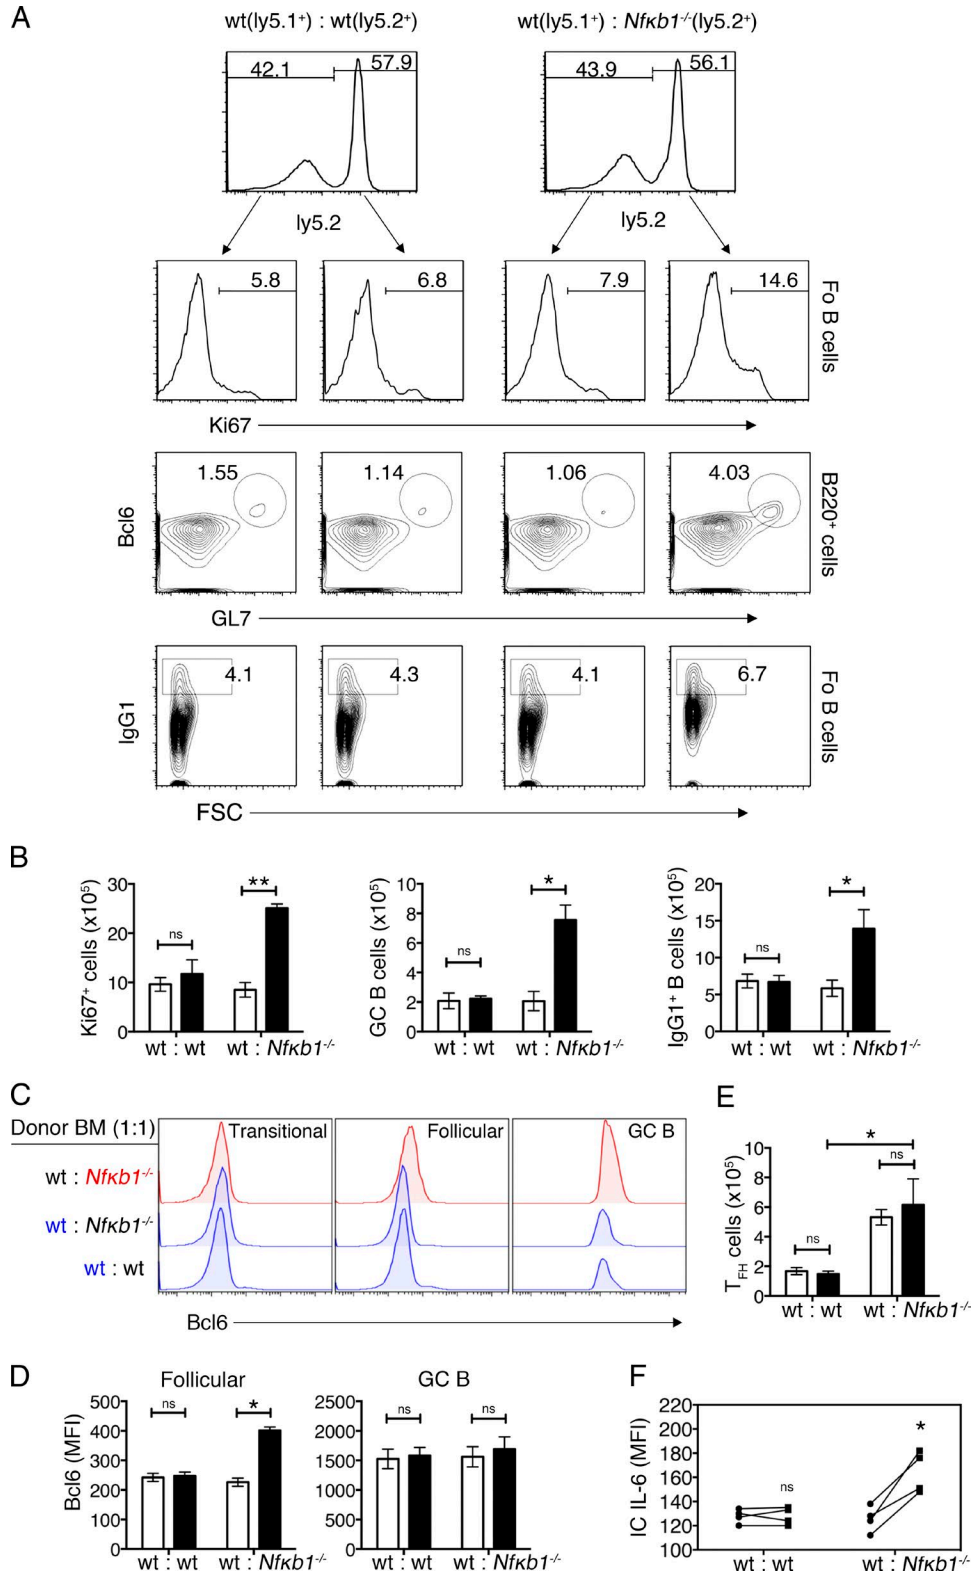 A
wt(ly5.1⁺) : wt(ly5.2⁺)
wt(ly5.1⁺) : Nfκb1⁻/⁻(ly5.2⁺)
42.1
57.9
43.9
56.1
ly5.2
ly5.2
5.8
6.8
7.9
14.6
Fo B cells
Ki67
1.55
1.14
1.06
4.03
Bcl6
B220⁺ cells
GL7
4.1
4.3
4.1
6.7
IgG1
Fo B cells
FSC
B
Ki67⁺ cells (x10⁵)
30
20
10
0
ns
**
wt : wt
wt : Nfκb1⁻/⁻
GC B cells (x10⁵)
10
8
6
4
2
0
ns
*
wt : wt
wt : Nfκb1⁻/⁻
IgG1⁺ B cells (x10⁵)
20
15
10
5
0
ns
*
wt : wt
wt : Nfκb1⁻/⁻
C
Donor BM (1:1)
Transitional
Follicular
GC B
wt : Nfκb1⁻/⁻
wt : Nfκb1⁻/⁻
wt : wt
Bcl6
E
T_FH cells (x10⁵)
10
8
6
4
2
0
ns
ns
*
wt : wt
wt : Nfκb1⁻/⁻
D
Follicular
Bcl6 (MFI)
500
400
300
200
100
0
ns
*
wt : wt
wt : Nfκb1⁻/⁻
GC B
2500
2000
1500
1000
500
0
ns
ns
wt : wt
wt : Nfκb1⁻/⁻
F
IC IL-6 (MFI)
220
200
180
160
140
120
100
ns
*
wt : wt
wt : Nfκb1⁻/⁻